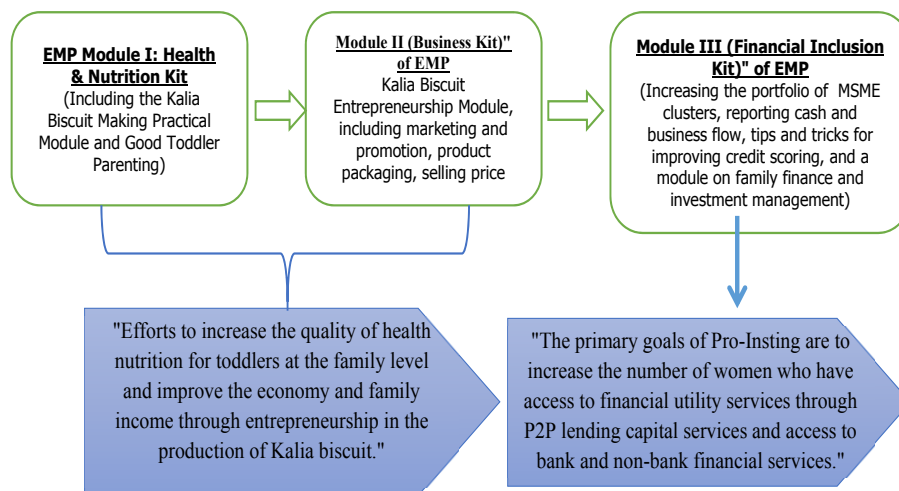 EMP Module I: Health
& Nutrition Kit
(Including the Kalia
Biscuit Making Practical
Module and Good Toddler
Parenting)
Module II (Business Kit)"
of EMP
Kalia Biscuit
Entrepreneurship Module,
including marketing and
promotion, product
packaging, selling price
Module III (Financial Inclusion
Kit)" of EMP
(Increasing the portfolio of MSME
clusters, reporting cash and
business flow, tips and tricks for
improving credit scoring, and a
module on family finance and
investment management)
"Efforts to increase the quality of health
nutrition for toddlers at the family level
and improve the economy and family
income through entrepreneurship in the
production of Kalia biscuit."
"The primary goals of Pro-Insting are to
increase the number of women who have
access to financial utility services through
P2P lending capital services and access to
bank and non-bank financial services."